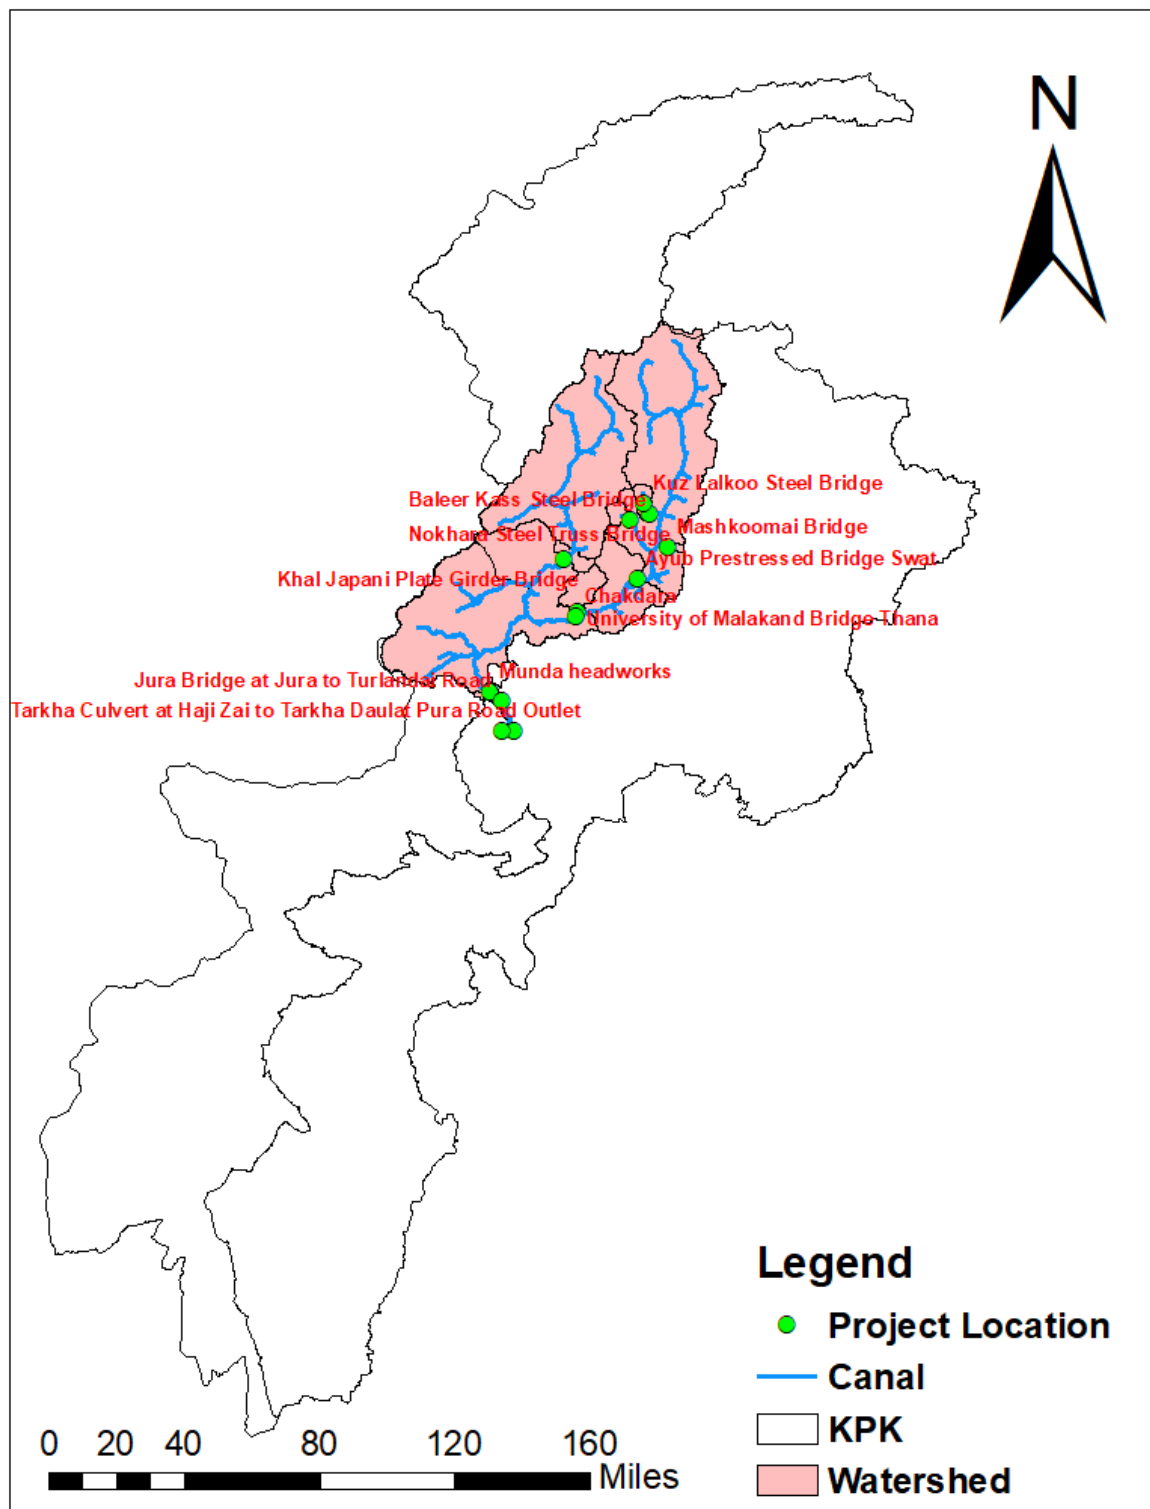 N
Kuz Lalkoo Steel Bridge
Baleer Kass Steel Bridge
Mashkoomai Bridge
Nokhara Steel Truss Bridge
Ayub Prestressed Bridge Swat
Khal Japani Plate Girder Bridge
Chakdara
University of Malakand Bridge Thana
Munda headworks
Jura Bridge at Jura to Turlandai Road
Tarkha Culvert at Haji Zai to Tarkha Daulat Pura Road Outlet
Legend
Project Location
Canal
KPK
Watershed
0 20 40 80 120 160
Miles